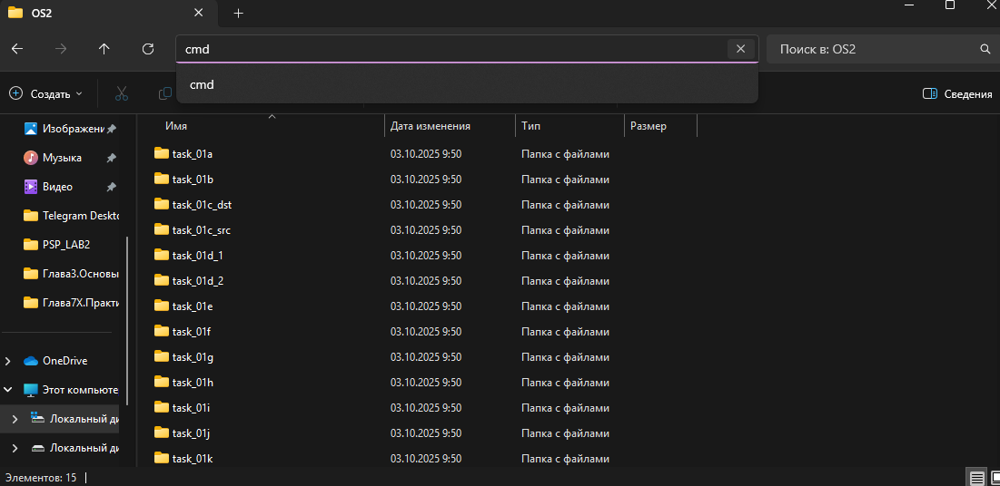 OS2
cmd
Поиск в: OS2
cmd
Создать
Сведения
Изображени
Музыка
Видео
Telegram Deskto
PSP_LAB2
Глава3.Основы
Глава7X.Практи
OneDrive
Этот компьюте
Локальный ди
Локальный ди
Имя Дата изменения Тип Размер
task_01a 03.10.2025 9:50 Папка с файлами
task_01b 03.10.2025 9:50 Папка с файлами
task_01c_dst 03.10.2025 9:50 Папка с файлами
task_01c_src 03.10.2025 9:50 Папка с файлами
task_01d_1 03.10.2025 9:50 Папка с файлами
task_01d_2 03.10.2025 9:50 Папка с файлами
task_01e 03.10.2025 9:50 Папка с файлами
task_01f 03.10.2025 9:50 Папка с файлами
task_01g 03.10.2025 9:50 Папка с файлами
task_01h 03.10.2025 9:50 Папка с файлами
task_01i 03.10.2025 9:50 Папка с файлами
task_01j 03.10.2025 9:50 Папка с файлами
task_01k 03.10.2025 9:50 Папка с файлами
Элементов: 15